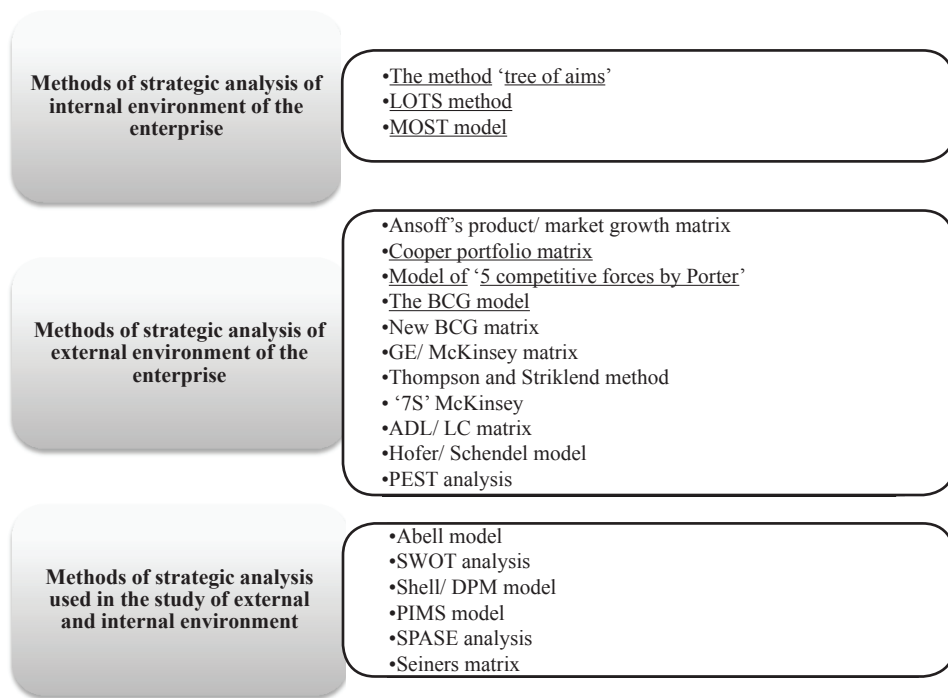 Methods of strategic analysis of
internal environment of the
enterprise
•The method ‘tree of aims’
•LOTS method
•MOST model
Methods of strategic analysis of
external environment of the
enterprise
•Ansoff’s product/ market growth matrix
•Cooper portfolio matrix
•Model of ‘5 competitive forces by Porter’
•The BCG model
•New BCG matrix
•GE/ McKinsey matrix
•Thompson and Striklend method
• ‘7S’ McKinsey
•ADL/ LC matrix
•Hofer/ Schendel model
•PEST analysis
Methods of strategic analysis
used in the study of external
and internal environment
•Abell model
•SWOT analysis
•Shell/ DPM model
•PIMS model
•SPASE analysis
•Seiners matrix